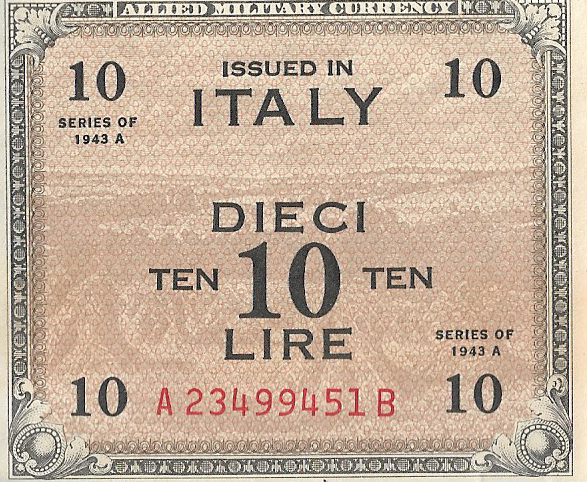 ALLIED MILITARY CURRENCY
10 ISSUED IN 10
ITALY
SERIES OF
1943 A
DIECI
TEN 10 TEN
LIRE
SERIES OF
1943 A
10 A 23499451 B 10